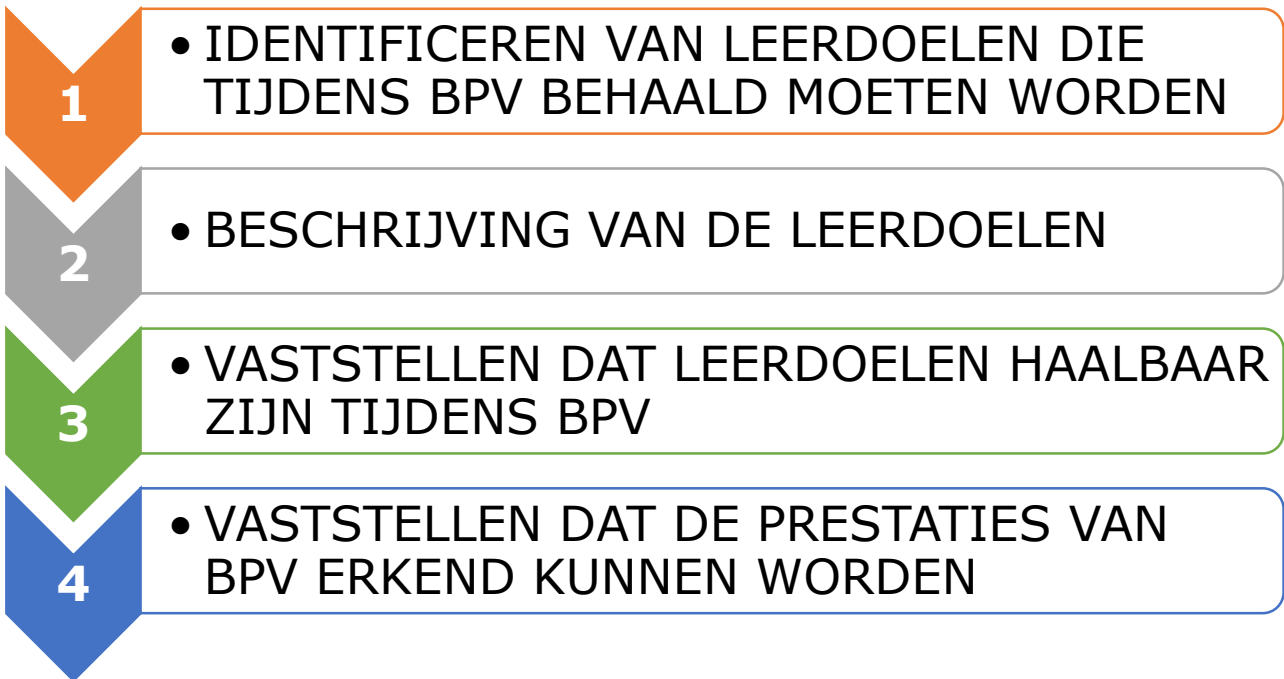 1
• IDENTIFICEREN VAN LEERDOELEN DIE
TIJDENS BPV BEHAALD MOETEN WORDEN
2
• BESCHRIJVING VAN DE LEERDOELEN
3
• VASTSTELLEN DAT LEERDOELEN HAALBAAR
ZIJN TIJDENS BPV
4
• VASTSTELLEN DAT DE PRESTATIES VAN
BPV ERKEND KUNNEN WORDEN